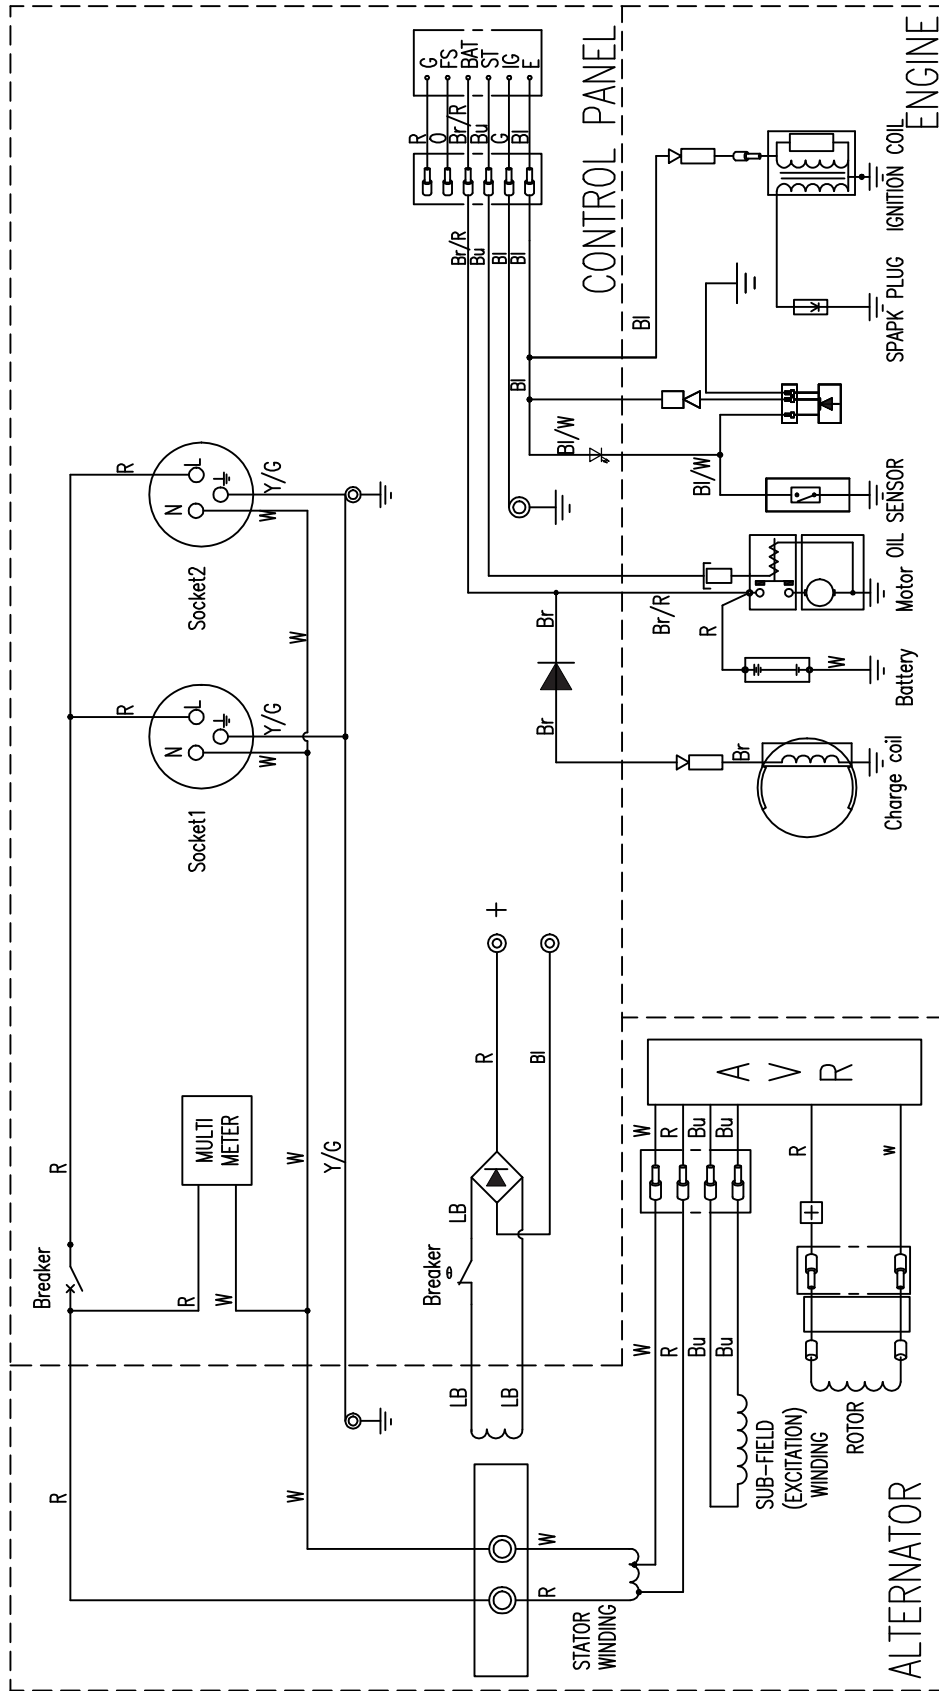 Breaker
R
R
R
R
N
N
R
L
L
Socket1
Socket2
MULTI
METER
W
W
W
Y/G
Y/G
W
W
W
Y/G
R
G
Breaker
O
FS
LB
LB
Br/R
Br/R
BAT
Bu
Bu
ST
R
+
Bl
G
IG
LB
Bl
Bl
Bl
E
Bl
R
W
Br
Br
Bl/W
STATOR
WINDING
CONTROL PANEL
W
W
Bl
R
R
Br/R
Bu
Bu
Bl/W
R
Bu
Bu
A V R
Br
SUB-FIELD
(EXCITATION)
WINDING
R
W
ROTOR
W
Charge coil
Battery
Motor
OIL SENSOR
SPAPK PLUG
IGNITION COIL
ALTERNATOR
ENGINE